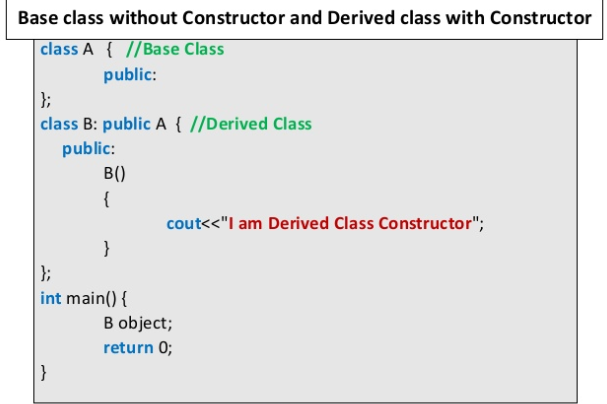 Base class without Constructor and Derived class with Constructor
class A { //Base Class
public:
};
class B: public A { //Derived Class
public:
B()
{
cout<<"I am Derived Class Constructor";
}
};
int main() {
B object;
return 0;
}